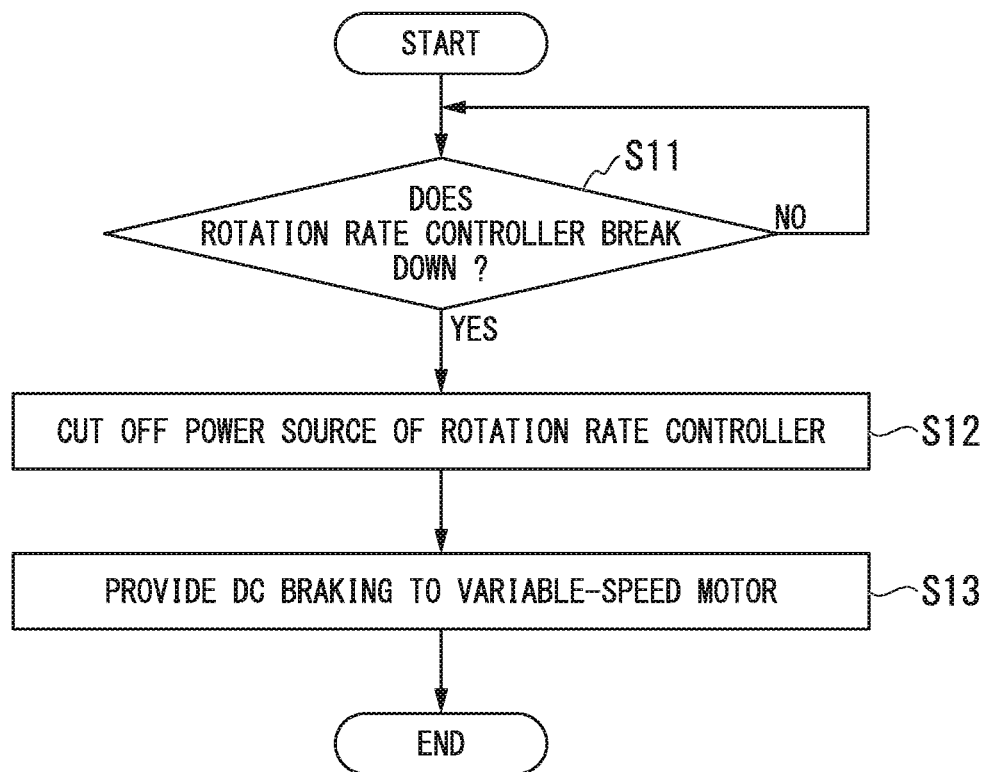 START
S11
DOES
ROTATION RATE CONTROLLER BREAK
DOWN ?
NO
YES
CUT OFF POWER SOURCE OF ROTATION RATE CONTROLLER
S12
PROVIDE DC BRAKING TO VARIABLE-SPEED MOTOR
S13
END